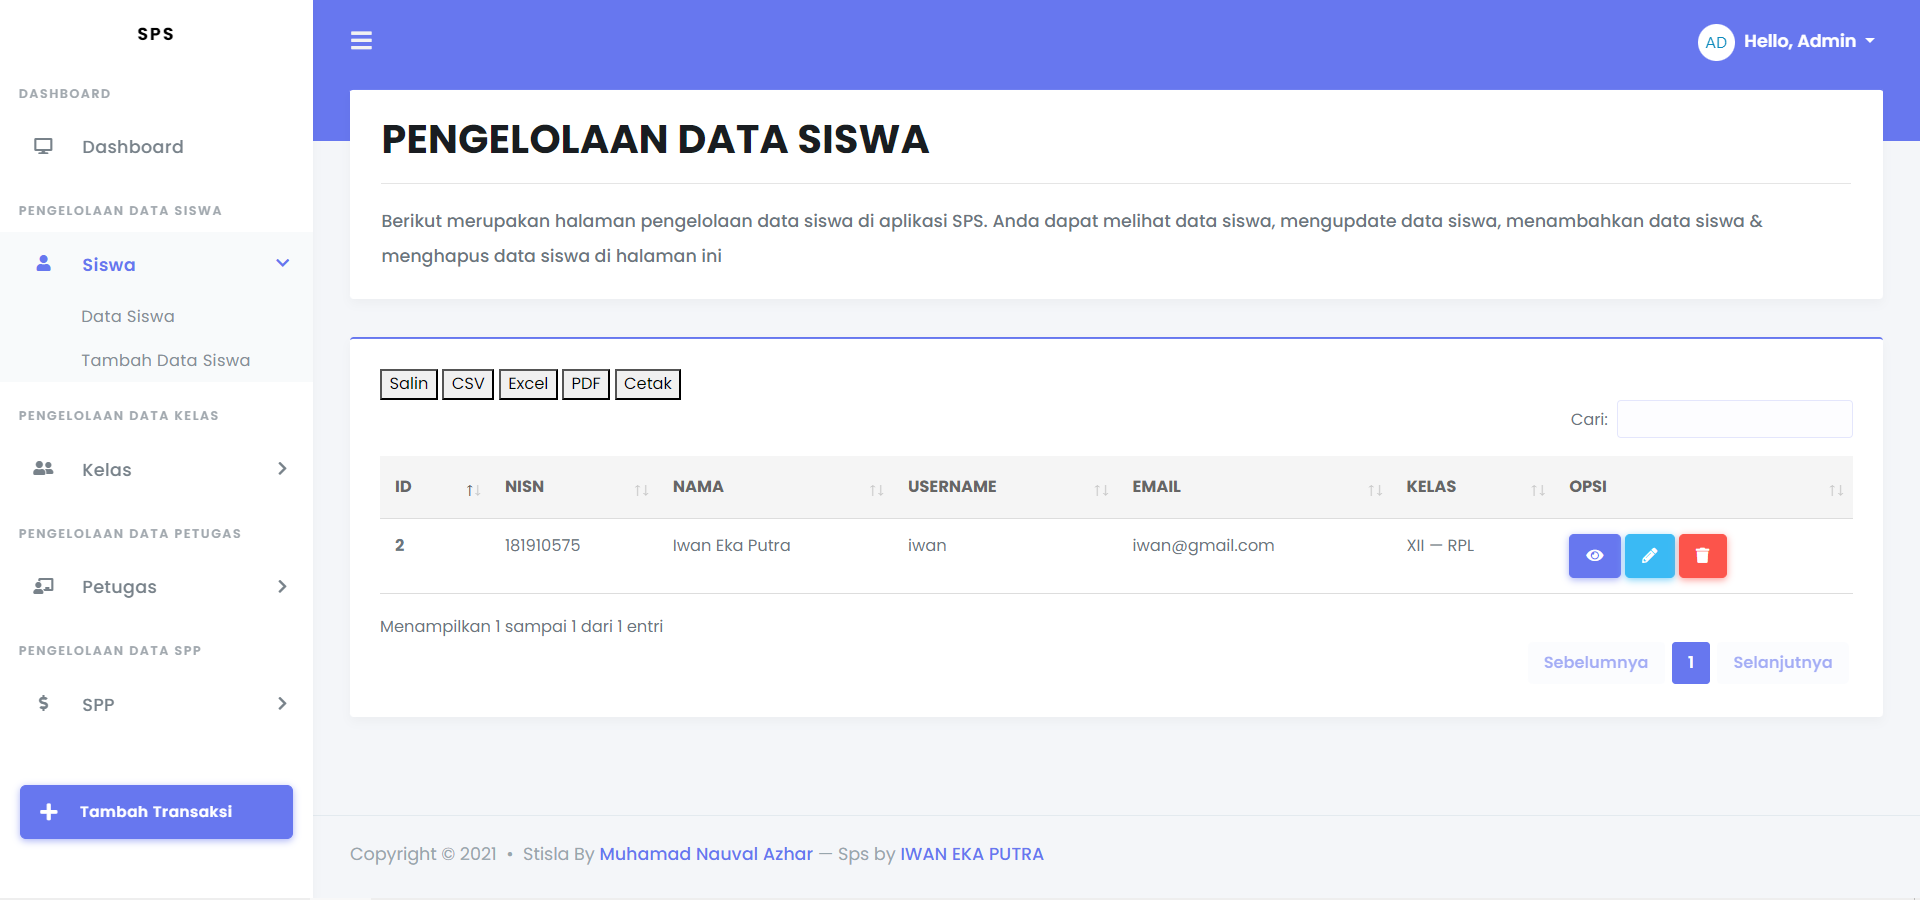 SPS
AD Hello, Admin
DASHBOARD
Dashboard
PENGELOLAAN DATA SISWA
Siswa
Data Siswa
Tambah Data Siswa
PENGELOLAAN DATA KELAS
Kelas
PENGELOLAAN DATA PETUGAS
Petugas
PENGELOLAAN DATA SPP
SPP
Tambah Transaksi
PENGELOLAAN DATA SISWA
Berikut merupakan halaman pengelolaan data siswa di aplikasi SPS. Anda dapat melihat data siswa, mengupdate data siswa, menambahkan data siswa &
menghapus data siswa di halaman ini
Salin CSV Excel PDF Cetak
Cari:
ID NISN NAMA USERNAME EMAIL KELAS OPSI
2 181910575 Iwan Eka Putra iwan iwan@gmail.com XII — RPL
Menampilkan 1 sampai 1 dari 1 entri
Sebelumnya 1 Selanjutnya
Copyright © 2021 • Stisla By Muhamad Nauval Azhar — Sps by IWAN EKA PUTRA